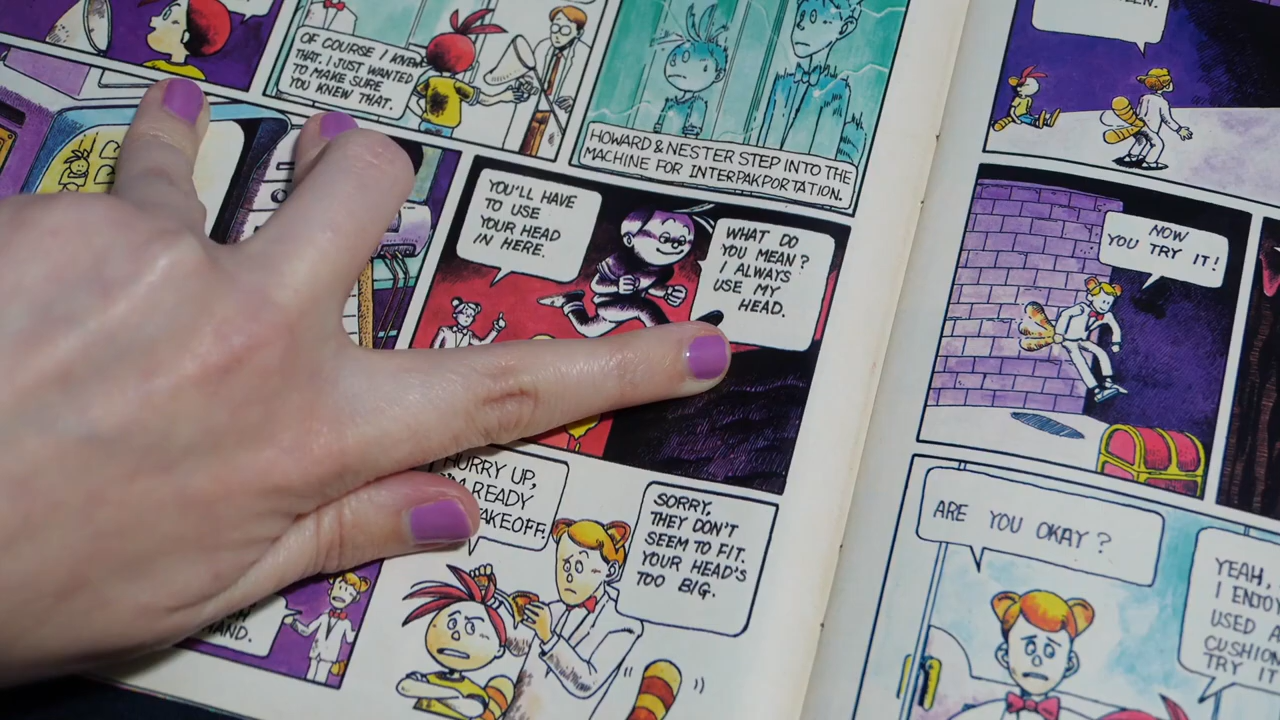 OF COURSE I KNEW
THAT. I JUST WANTED
TO MAKE SURE
YOU KNEW THAT.
HOWARD & NESTER STEP INTO THE
MACHINE FOR INTERPAKPORTATION.
YOU'LL HAVE
TO USE
YOUR HEAD
IN HERE.
WHAT DO
YOU MEAN?
I ALWAYS
USE MY
HEAD.
HURRY UP,
I'M READY
TAKEOFF.
SORRY,
THEY DON'T
SEEM TO FIT.
YOUR HEAD'S
TOO BIG.
NOW
YOU TRY IT!
ARE YOU OKAY?
YEAH,
I ENJOY
USED A
CUSHION
TRY IT